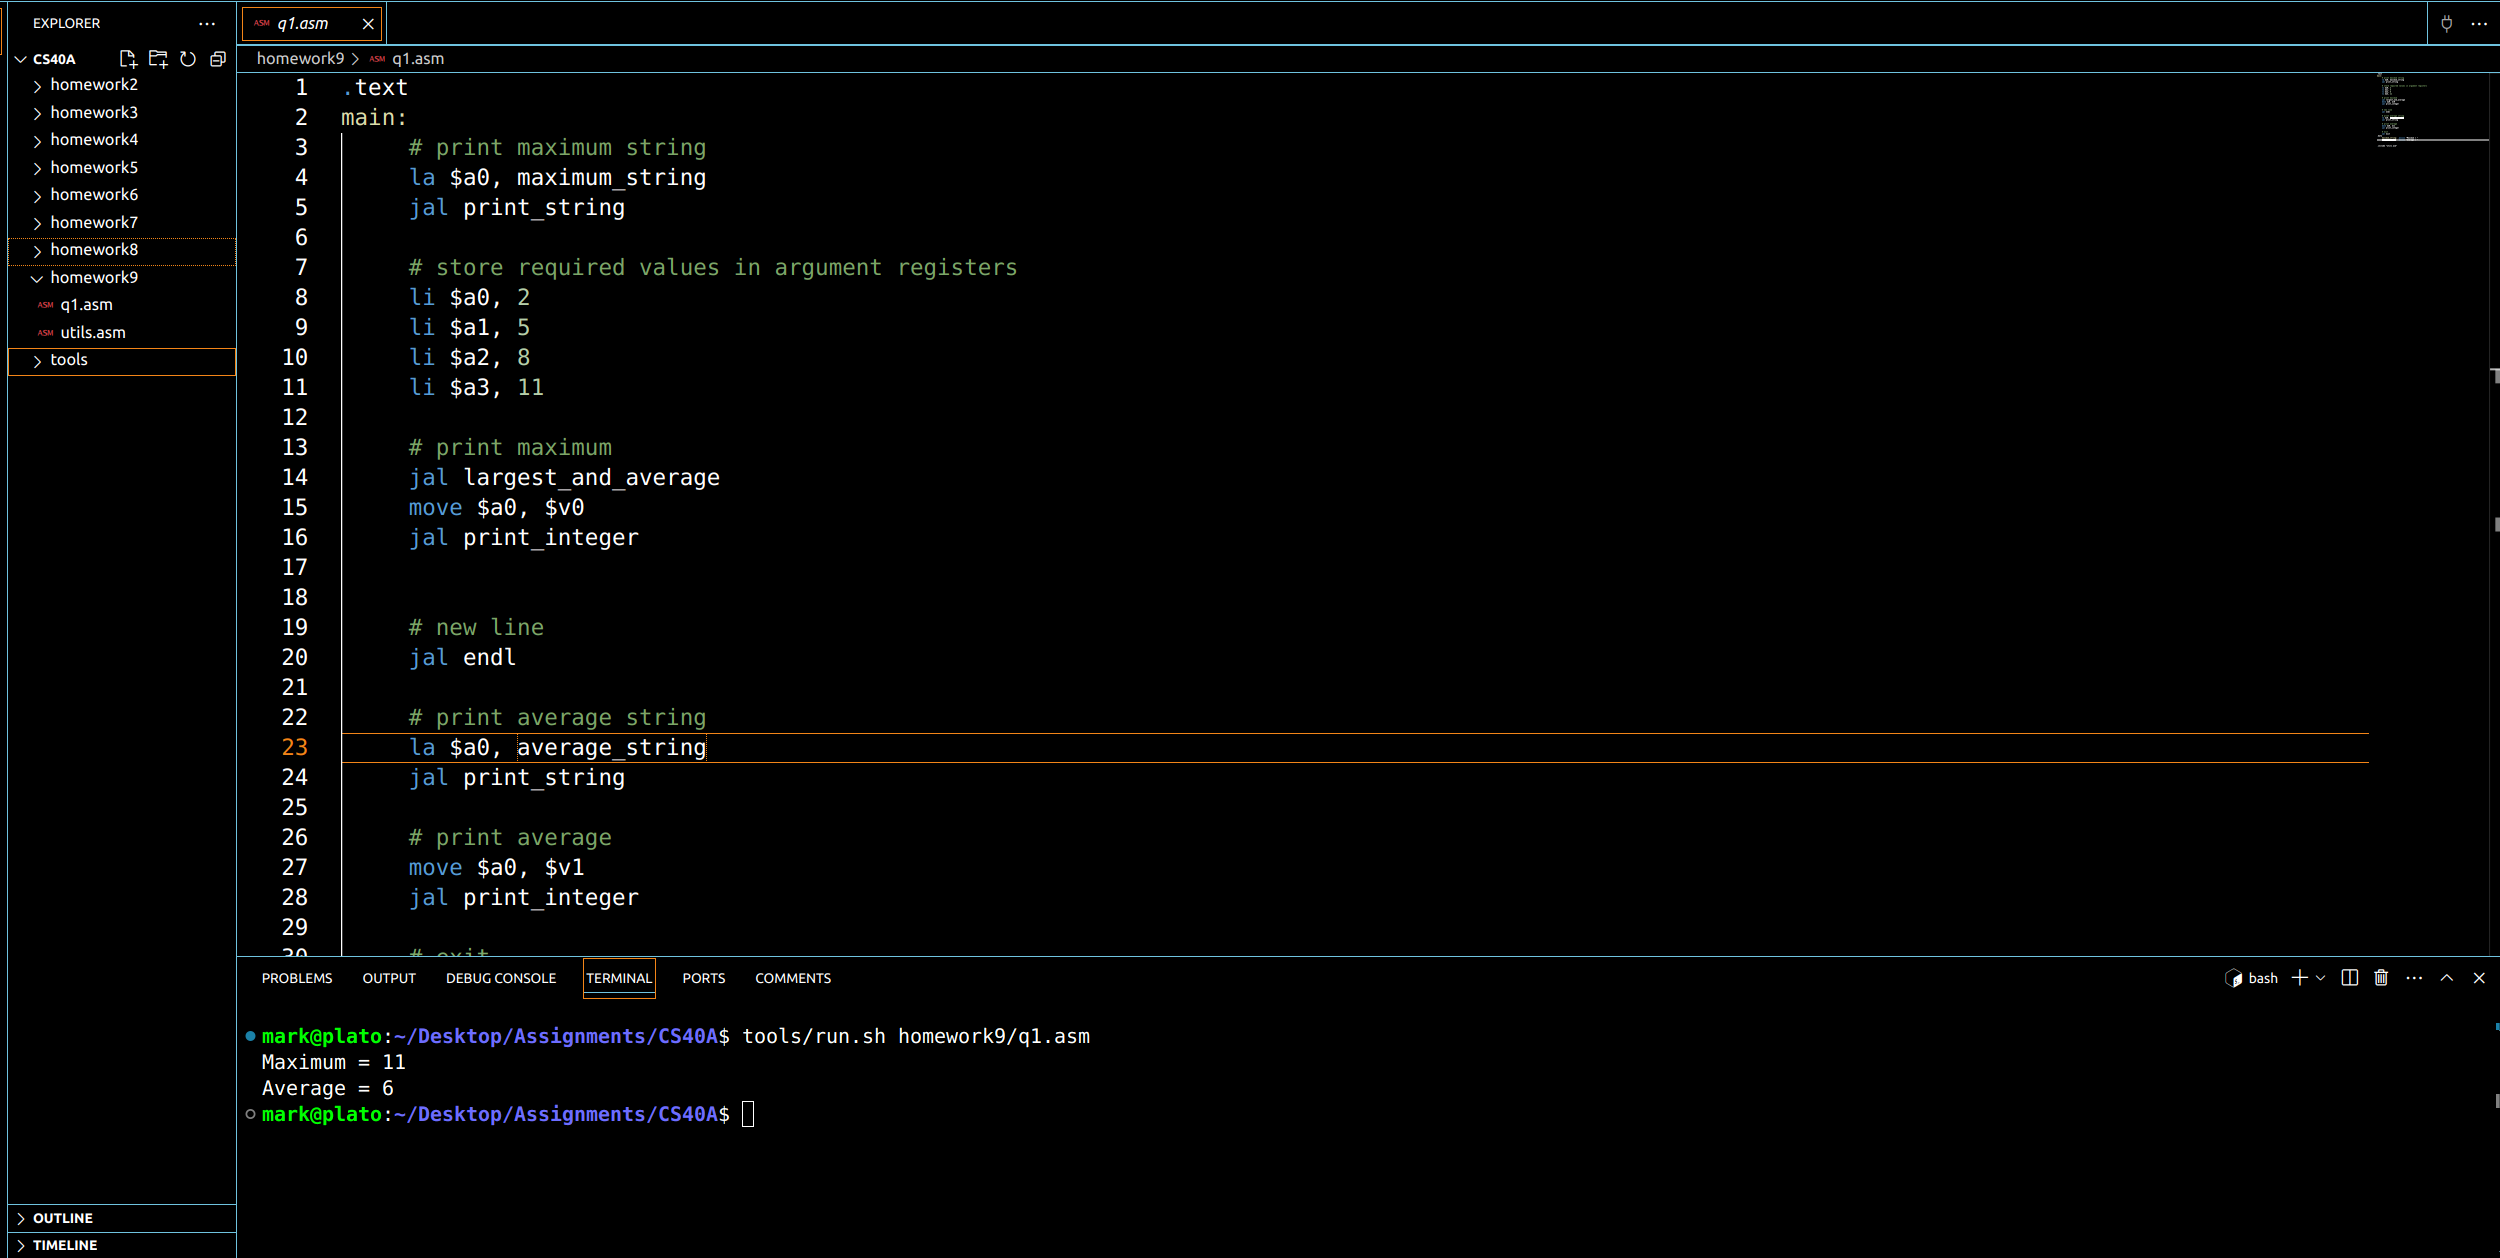 EXPLORER
CS40A
homework2
homework3
homework4
homework5
homework6
homework7
homework8
homework9
ASM q1.asm
ASM utils.asm
tools
OUTLINE
TIMELINE
ASM q1.asm
homework9 > ASM q1.asm
1 .text
2 main:
3 # print maximum string
4 la $a0, maximum_string
5 jal print_string
6
7 # store required values in argument registers
8 li $a0, 2
9 li $a1, 5
10 li $a2, 8
11 li $a3, 11
12
13 # print maximum
14 jal largest_and_average
15 move $a0, $v0
16 jal print_integer
17
18
19 # new line
20 jal endl
21
22 # print average string
23 la $a0, average_string
24 jal print_string
25
26 # print average
27 move $a0, $v1
28 jal print_integer
29
30 # exit
PROBLEMS OUTPUT DEBUG CONSOLE TERMINAL PORTS COMMENTS
bash
mark@plato:~/Desktop/Assignments/CS40A$ tools/run.sh homework9/q1.asm
Maximum = 11
Average = 6
mark@plato:~/Desktop/Assignments/CS40A$